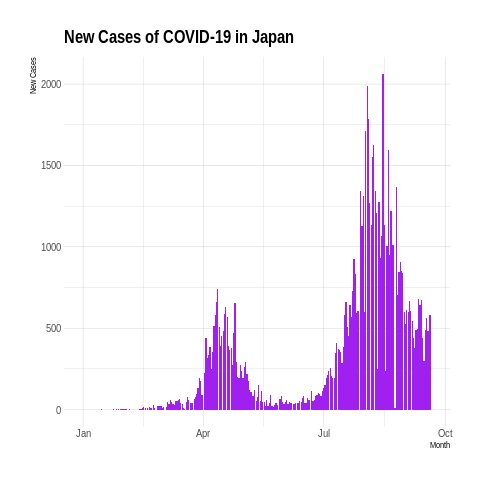 New Cases of COVID-19 in Japan
New Cases
2000
1500
1000
500
0
Jan
Apr
Jul
Oct
Month